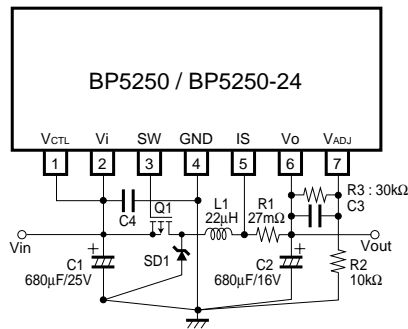 BP5250 / BP5250-24
VCTL Vi SW GND IS Vo VADJ
1 2 3 4 5 6 7
Q1
C4
L1
22μH
R1
27mΩ
R3 : 30kΩ
C3
Vin
Vout
+
C1
680μF/25V
SD1
+
C2
680μF/16V
R2
10kΩ